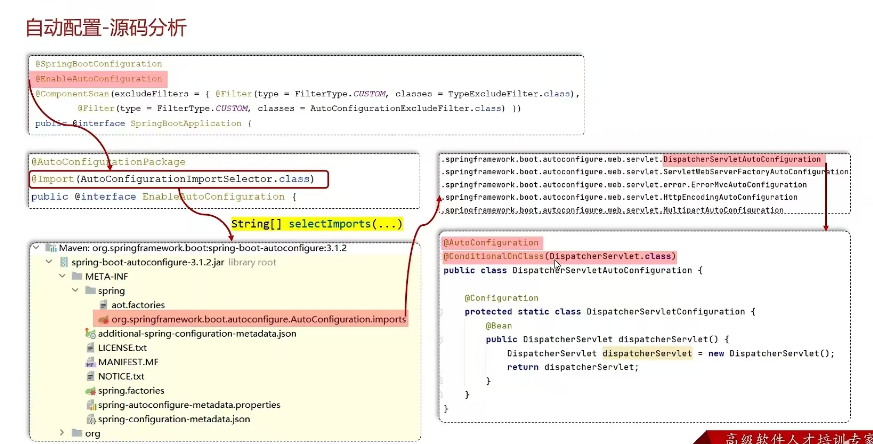 自动配置-源码分析
@SpringBootConfiguration
@EnableAutoConfiguration
@ComponentScan(excludeFilters = { @Filter(type = FilterType.CUSTOM, classes = TypeExcludeFilter.class),
@Filter(type = FilterType.CUSTOM, classes = AutoConfigurationExcludeFilter.class) })
public @interface SpringBootApplication {
@AutoConfigurationPackage
@Import(AutoConfigurationImportSelector.class)
public @interface EnableAutoConfiguration {
String[] selectImports(...)
Maven: org.springframework.boot:spring-boot-autoconfigure:3.1.2
spring-boot-autoconfigure-3.1.2.jar library root
META-INF
spring
aot.factories
org.springframework.boot.autoconfigure.AutoConfiguration.imports
additional-spring-configuration-metadata.json
LICENSE.txt
MANIFEST.MF
NOTICE.txt
spring.factories
spring-autoconfigure-metadata.properties
spring-configuration-metadata.json
org
.springframework.boot.autoconfigure.web.servlet.DispatcherServletAutoConfiguration
.springframework.boot.autoconfigure.web.servlet.ServletWebServerFactoryAutoConfiguration
.springframework.boot.autoconfigure.web.servlet.error.ErrorMvcAutoConfiguration
.springframework.boot.autoconfigure.web.servlet.HttpEncodingAutoConfiguration
.springframework.boot.autoconfigure.web.servlet.MultipartAutoConfiguration
@AutoConfiguration
@ConditionalOnClass(DispatcherServlet.class)
public class DispatcherServletAutoConfiguration {
@Configuration
protected static class DispatcherServletConfiguration {
@Bean
public DispatcherServlet dispatcherServlet() {
DispatcherServlet dispatcherServlet = new DispatcherServlet();
return dispatcherServlet;
}
}
}
高级软件人才培训专家